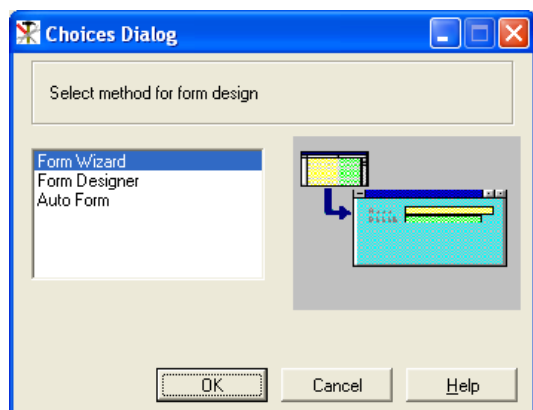 Choices Dialog
Select method for form design
Form Wizard
Form Designer
Auto Form
OK
Cancel
Help